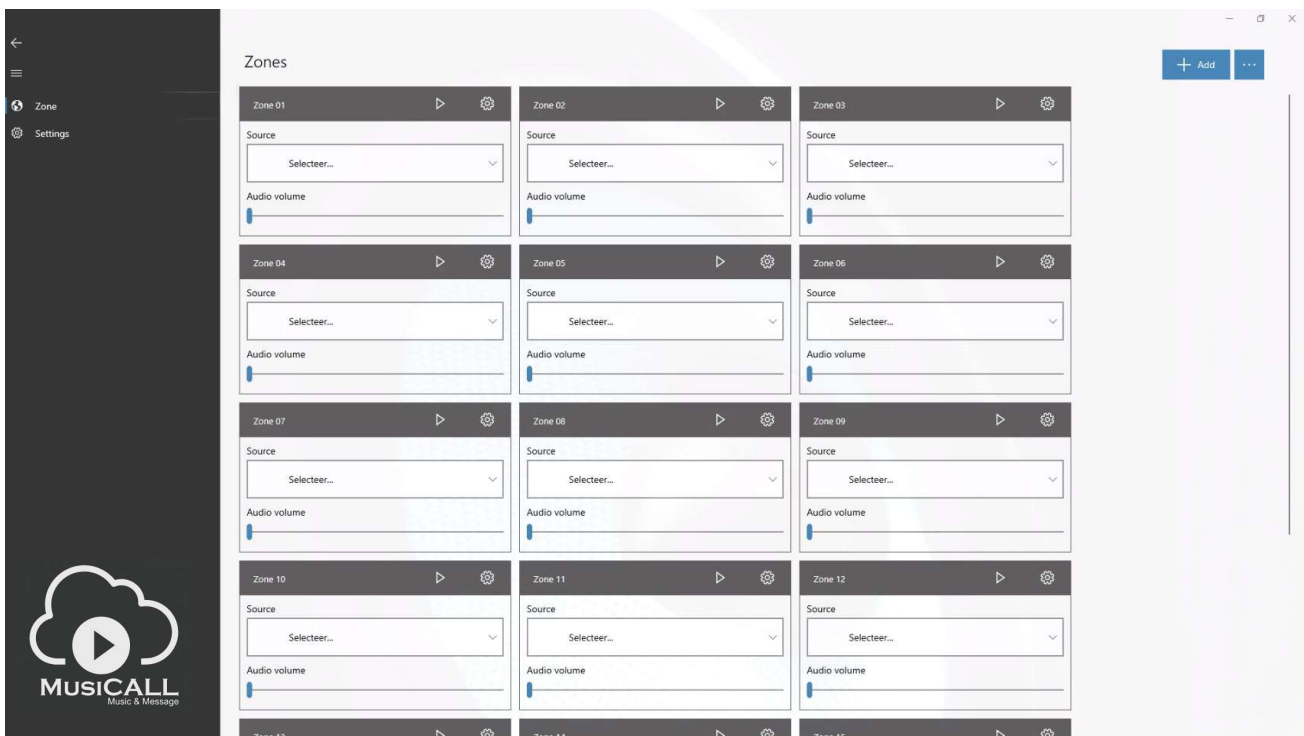 Zones
+ Add ...
Zone
Settings
Zone 01
Source
Selecteer...
Audio volume
Zone 02
Source
Selecteer...
Audio volume
Zone 03
Source
Selecteer...
Audio volume
Zone 04
Source
Selecteer...
Audio volume
Zone 05
Source
Selecteer...
Audio volume
Zone 06
Source
Selecteer...
Audio volume
Zone 07
Source
Selecteer...
Audio volume
Zone 08
Source
Selecteer...
Audio volume
Zone 09
Source
Selecteer...
Audio volume
Zone 10
Source
Selecteer...
Audio volume
Zone 11
Source
Selecteer...
Audio volume
Zone 12
Source
Selecteer...
Audio volume
MUSICALL
Music & Message